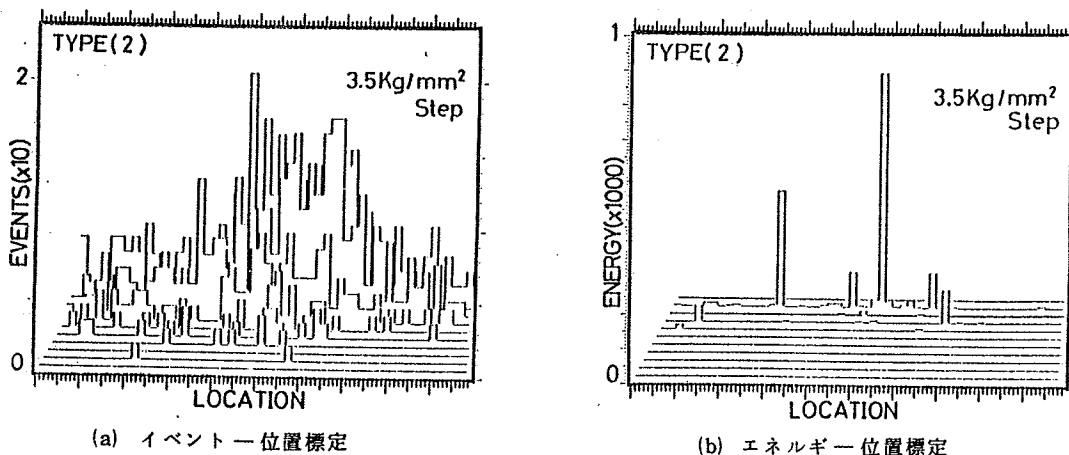 TYPE(2)
3.5Kg/mm²
Step
2
0
EVENTS(x10)
LOCATION
(a) イベント — 位置標定
1
TYPE(2)
3.5Kg/mm²
Step
0
ENERGY(x1000)
LOCATION
(b) エネルギ — 位置標定